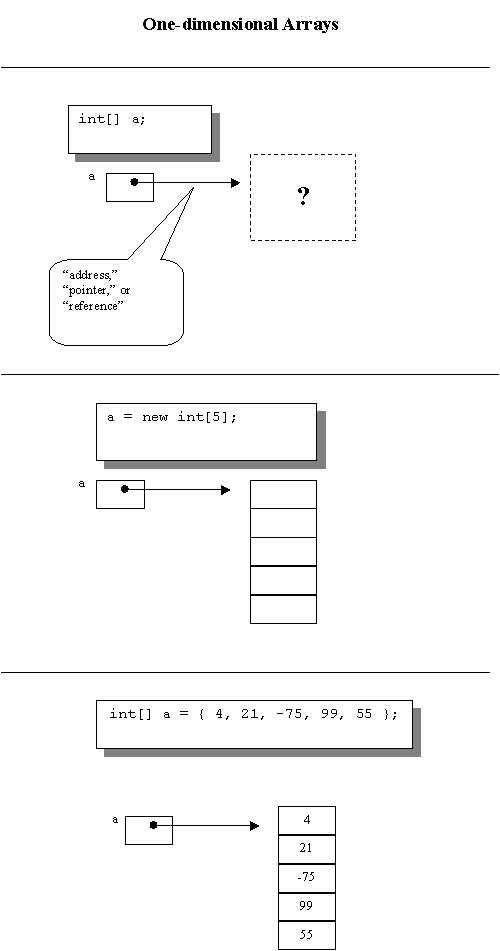 One-dimensional Arrays
int[] a;
a
?
“address,”
“pointer,” or
“reference”
a = new int[5];
a
int[] a = { 4, 21, -75, 99, 55 };
a
4
21
-75
99
55